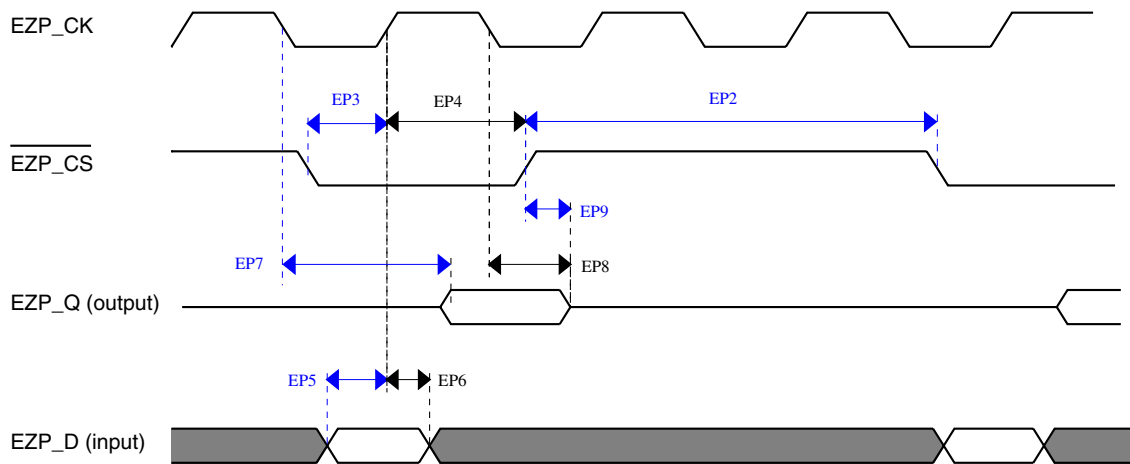 EZP_CK
EP3
EP4
EP2
EZP_CS
EP9
EP7
EP8
EZP_Q (output)
EP5
EP6
EZP_D (input)